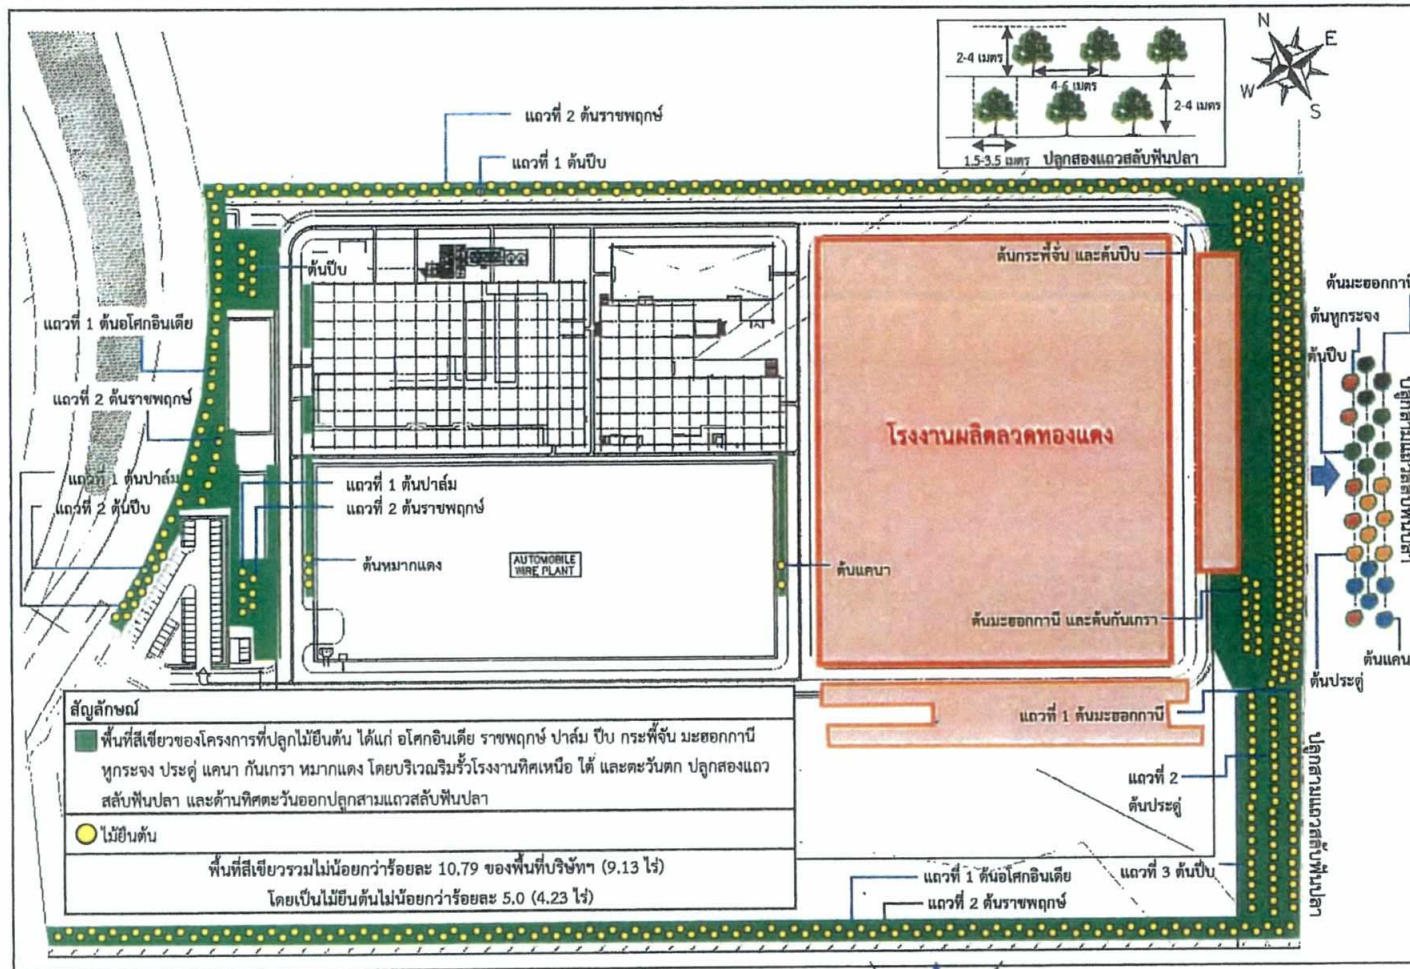 N
E
W
S
2-4 เมตร
4-6 เมตร
2-4 เมตร
1.5-3.5 เมตร
ปลูกสองแถวสลับฟันปลา
แถวที่ 2 ต้นราชพฤกษ์
แถวที่ 1 ต้นปีบ
ต้นปีบ
ต้นกระพี้จั่น และต้นปีบ
แถวที่ 1 ต้นอโศกอินเดีย
แถวที่ 2 ต้นราชพฤกษ์
แถวที่ 1 ต้นปาล์ม
แถวที่ 2 ต้นปีบ
แถวที่ 1 ต้นปาล์ม
แถวที่ 2 ต้นราชพฤกษ์
ต้นหมากแดง
AUTOMOBILE
WIRE PLANT
ต้นแคนา
โรงงานผลิตลวดทองแดง
ต้นมะฮอกกานี และต้นกันเกรา
ต้นมะฮอกกานี
ต้นหูกระจง
ต้นปีบ
ปลูกสามแถวสลับฟันปลา
ต้นแคน
ต้นประดู่
แถวที่ 1 ต้นมะฮอกกานี
แถวที่ 2
ต้นประดู่
แถวที่ 3 ต้นปีบ
ปลูกสามแถวสลับฟันปลา
แถวที่ 1 ต้นอโศกอินเดีย
แถวที่ 2 ต้นราชพฤกษ์
สัญลักษณ์
พื้นที่สีเขียวของโครงการที่ปลูกไม้ยืนต้น ได้แก่ อโศกอินเดีย ราชพฤกษ์ ปาล์ม ปีบ กระพี้จั่น มะฮอกกานี
หูกระจง ประดู่ แคนา กันเกรา หมากแดง โดยบริเวณริมรั้วโรงงานทิศเหนือ ใต้ และตะวันตก ปลูกสองแถว
สลับฟันปลา และด้านทิศตะวันออกปลูกสามแถวสลับฟันปลา
ไม้ยืนต้น
พื้นที่สีเขียวรวมไม่น้อยกว่าร้อยละ 10.79 ของพื้นที่บริษัทฯ (9.13 ไร่)
โดยเป็นไม้ยืนต้นไม่น้อยกว่าร้อยละ 5.0 (4.23 ไร่)